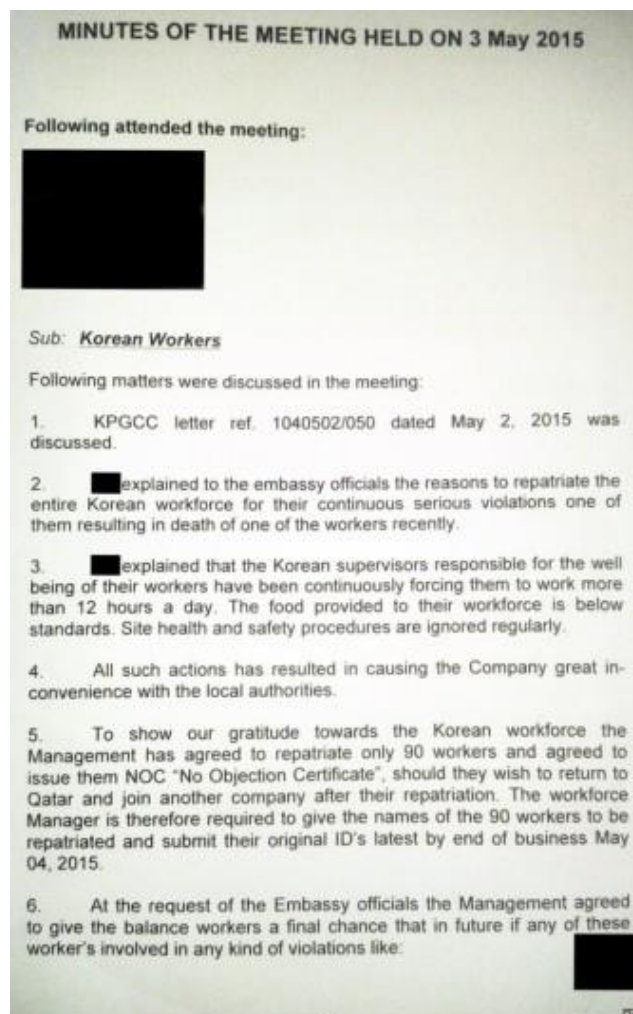 MINUTES OF THE MEETING HELD ON 3 May 2015
Following attended the meeting:
Sub: Korean Workers
Following matters were discussed in the meeting:
1. KPGCC letter ref. 1040502/050 dated May 2, 2015 was
discussed.
2. explained to the embassy officials the reasons to repatriate the
entire Korean workforce for their continuous serious violations one of
them resulting in death of one of the workers recently.
3. explained that the Korean supervisors responsible for the well
being of their workers have been continuously forcing them to work more
than 12 hours a day. The food provided to their workforce is below
standards. Site health and safety procedures are ignored regularly.
4. All such actions has resulted in causing the Company great in-
convenience with the local authorities.
5. To show our gratitude towards the Korean workforce the
Management has agreed to repatriate only 90 workers and agreed to
issue them NOC “No Objection Certificate”, should they wish to return to
Qatar and join another company after their repatriation. The workforce
Manager is therefore required to give the names of the 90 workers to be
repatriated and submit their original ID's latest by end of business May
04, 2015.
6. At the request of the Embassy officials the Management agreed
to give the balance workers a final chance that in future if any of these
worker's involved in any kind of violations like: